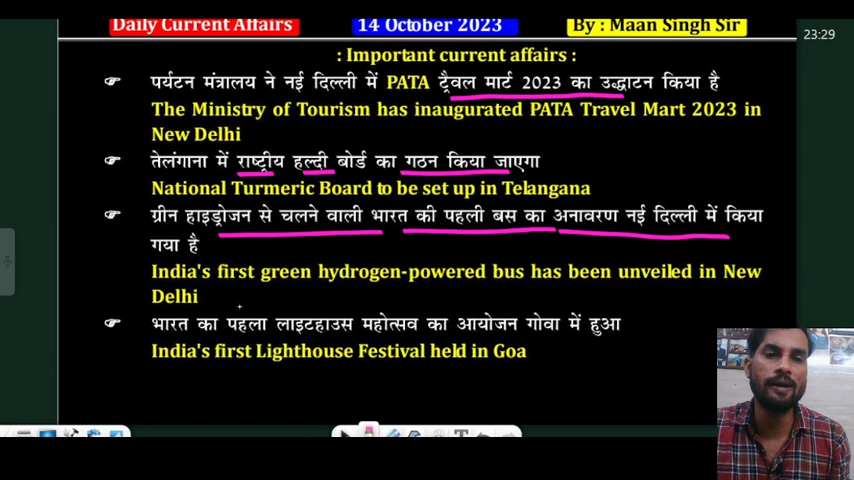 Daily Current Affairs 14 October 2023 By : Maan Singh Sir
23:29
: Important current affairs :
पर्यटन मंत्रालय ने नई दिल्ली में PATA ट्रैवल मार्ट 2023 का उद्घाटन किया है
The Ministry of Tourism has inaugurated PATA Travel Mart 2023 in
New Delhi
तेलंगाना में राष्ट्रीय हल्दी बोर्ड का गठन किया जाएगा
National Turmeric Board to be set up in Telangana
ग्रीन हाइड्रोजन से चलने वाली भारत की पहली बस का अनावरण नई दिल्ली में किया
गया है
India's first green hydrogen-powered bus has been unveiled in New
Delhi
भारत का पहला लाइटहाउस महोत्सव का आयोजन गोवा में हुआ
India's first Lighthouse Festival held in Goa